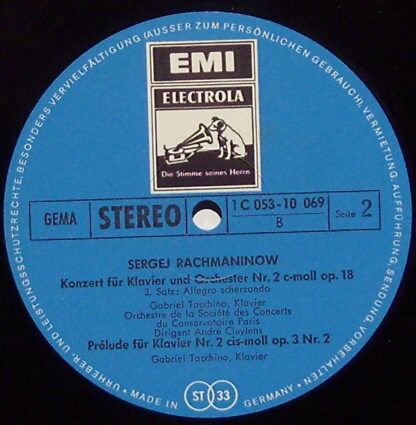 URHEBER- UND LEISTUNGSSCHUTZRECHTE, BESONDERS VERVIELFÄLTIGUNG (AUSSER ZUM PERSÖNLICHEN GEBRAUCH), VERMIETUNG, AUFFÜHRUNG, SENDUNG VORBEHALTEN
EMI
ELECTROLA
Die Stimme seines Herrn
GEMA
STEREO
1 C 053-10 069
B
Seite 2
SERGEJ RACHMANINOW
Konzert für Klavier und Orchester Nr. 2 c-moll op. 18
3. Satz: Allegro scherzando
Gabriel Tacchino, Klavier
Orchestre de la Société des Concerts
du Conservatoire Paris
Dirigent André Cluytens
Prélude für Klavier Nr. 2 cis-moll op. 3 Nr. 2
Gabriel Tacchino, Klavier
MADE IN GERMANY
ST 33